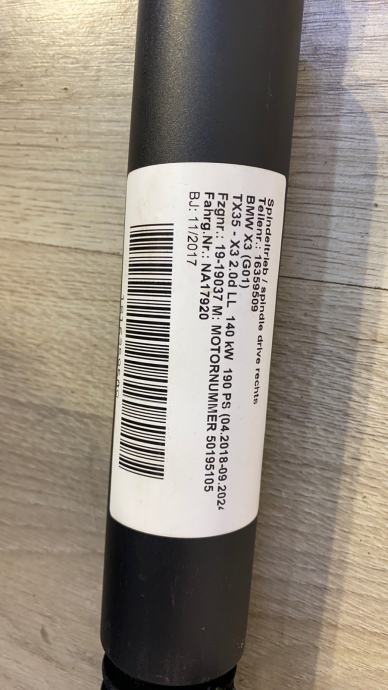 Spindeltrieb / spindle drive rechts
Teilenr.: 16359509
BMW X3 (G01)
TX35 - X3 2.0d LL 140 kW 190 PS (04.2018-09.202
Fzgnr.: 19-19037 M: MOTORNUMMER 50195105
Fahrg.Nr.: NA17920
BJ: 11/2017